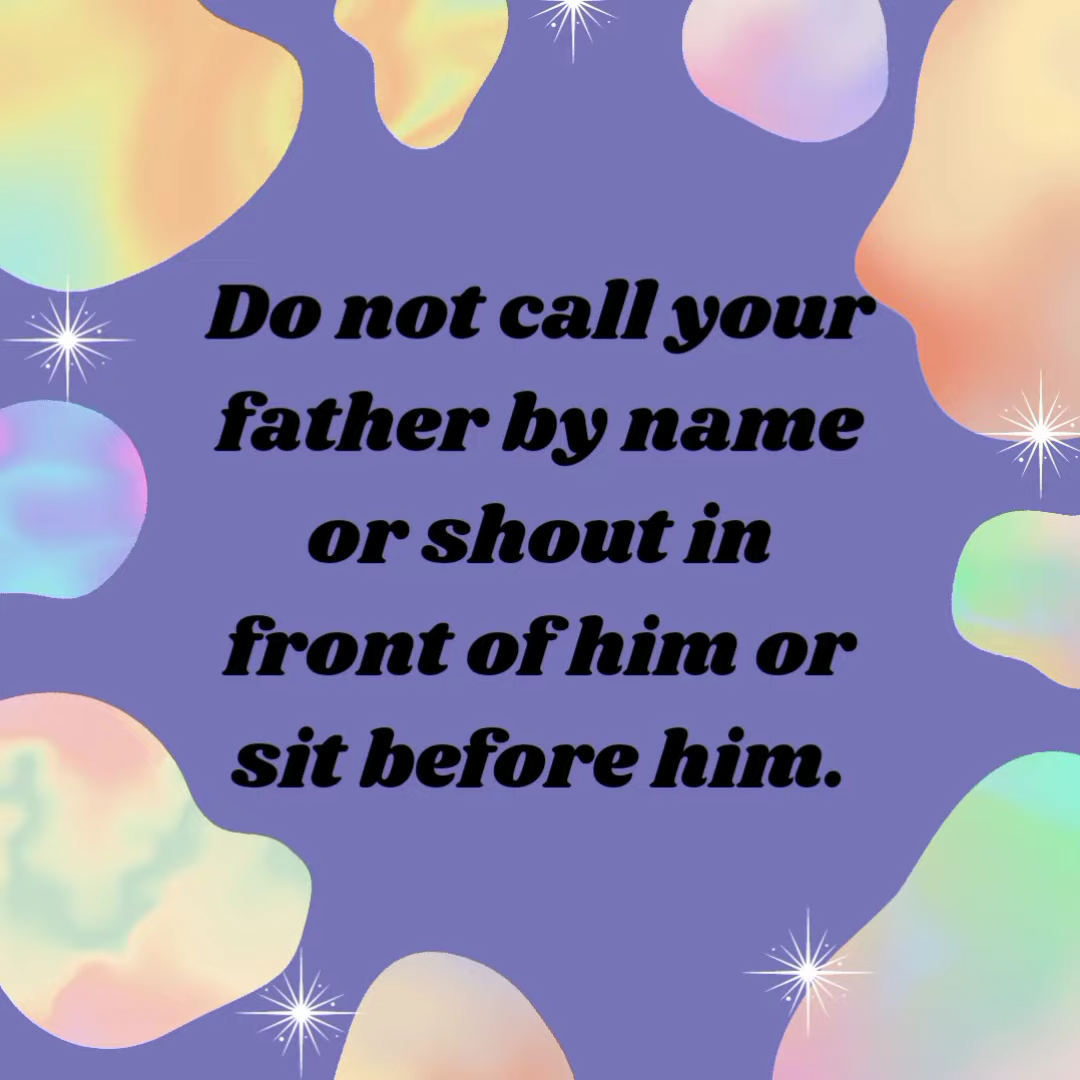 Do not call your
father by name
or shout in
front of him or
sit before him.